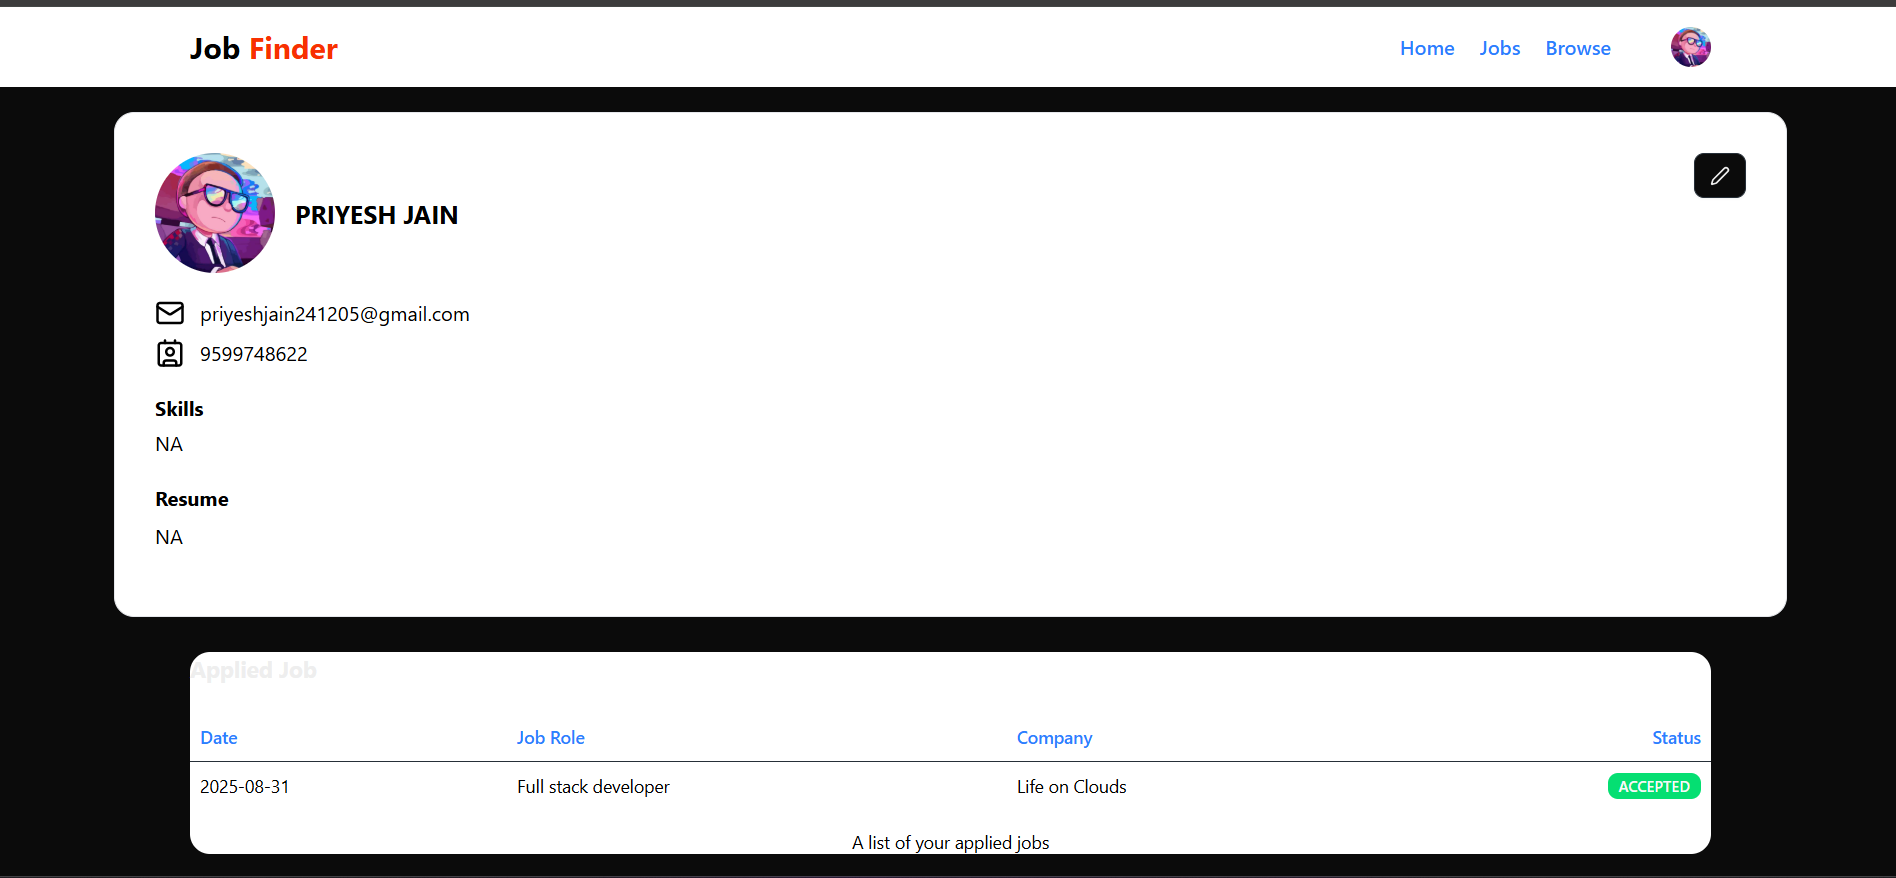 Job Finder
Home Jobs Browse
PRIYESH JAIN
priyeshjain241205@gmail.com
9599748622
Skills
NA
Resume
NA
Applied Job
Date Job Role Company Status
2025-08-31 Full stack developer Life on Clouds ACCEPTED
A list of your applied jobs